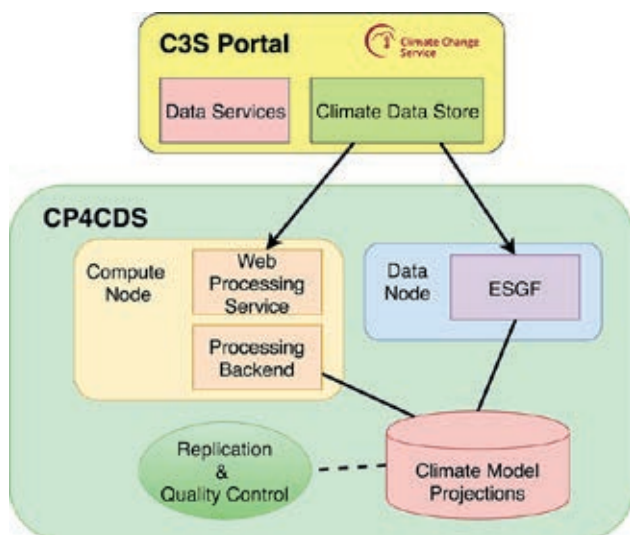 C3S Portal
Climate Change
Service
Data Services
Climate Data Store
CP4CDS
Compute
Node
Web
Processing
Service
Processing
Backend
Data
Node
ESGF
Replication
&
Quality Control
Climate Model
Projections